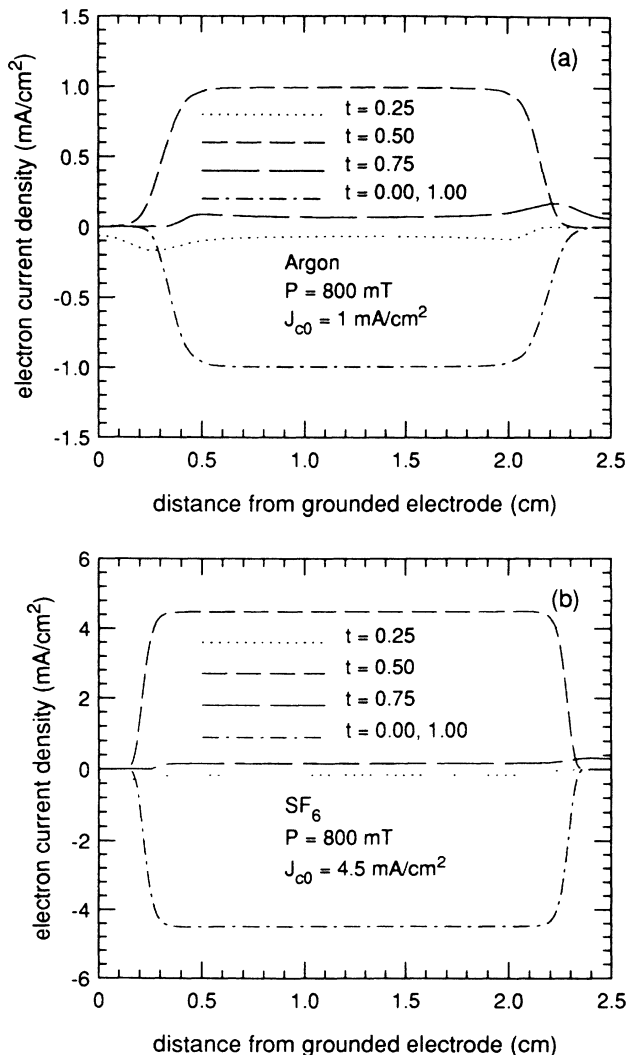 (a)
electron current density (mA/cm²)
1.5
1.0
0.5
0
-0.5
-1.0
-1.5
t = 0.25
t = 0.50
t = 0.75
t = 0.00, 1.00
Argon
P = 800 mT
J_c0 = 1 mA/cm²
0 0.5 1.0 1.5 2.0 2.5
distance from grounded electrode (cm)
(b)
electron current density (mA/cm²)
6
4
2
0
-2
-4
-6
t = 0.25
t = 0.50
t = 0.75
t = 0.00, 1.00
SF₆
P = 800 mT
J_c0 = 4.5 mA/cm²
0 0.5 1.0 1.5 2.0 2.5
distance from grounded electrode (cm)